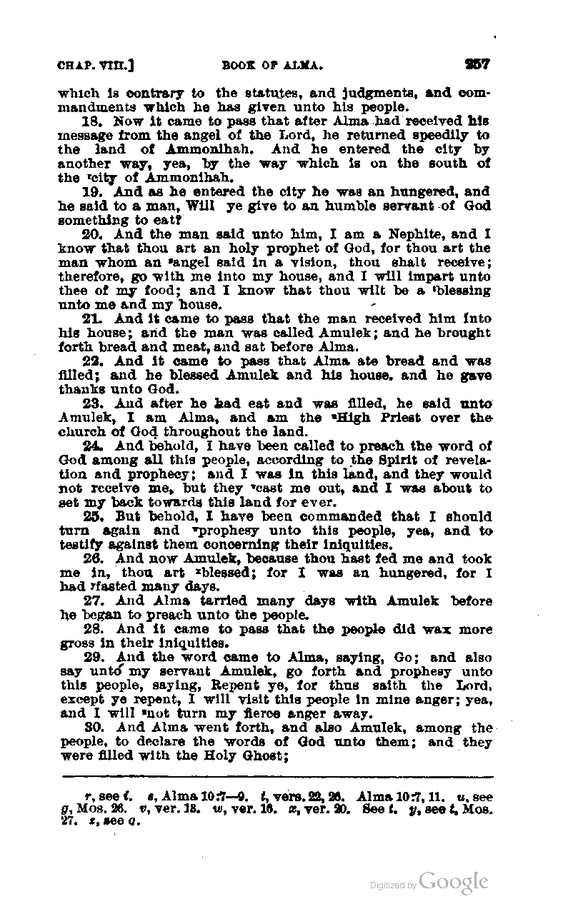 CHAP. VIII.] BOOK OF ALMA. 257
which is contrary to the statutes, and judgments, and com-
mandments which he has given unto his people.
18. Now it came to pass that after Alma had received his
message from the angel of the Lord, he returned speedily to
the land of Ammonihah. And he entered the city by
another way, yea, by the way which is on the south of
the ʳcity of Ammonihah.
19. And as he entered the city he was an hungered, and
he said to a man, Will ye give to an humble servant of God
something to eat?
20. And the man said unto him, I am a Nephite, and I
know that thou art an holy prophet of God, for thou art the
man whom an ˢangel said in a vision, thou shalt receive;
therefore, go with me into my house, and I will impart unto
thee of my food; and I know that thou wilt be a ᵗblessing
unto me and my house.
21. And it came to pass that the man received him into
his house; and the man was called Amulek; and he brought
forth bread and meat, and sat before Alma.
22. And it came to pass that Alma ate bread and was
filled; and he blessed Amulek and his house, and he gave
thanks unto God.
23. And after he had eat and was filled, he said unto
Amulek, I am Alma, and am the ᵘHigh Priest over the
church of God throughout the land.
24. And behold, I have been called to preach the word of
God among all this people, according to the Spirit of revela-
tion and prophecy; and I was in this land, and they would
not receive me, but they ᵛcast me out, and I was about to
set my back towards this land for ever.
25. But behold, I have been commanded that I should
turn again and ʷprophesy unto this people, yea, and to
testify against them concerning their iniquities.
26. And now Amulek, because thou hast fed me and took
me in, thou art ˣblessed; for I was an hungered, for I
had ʸfasted many days.
27. And Alma tarried many days with Amulek before
he began to preach unto the people.
28. And it came to pass that the people did wax more
gross in their iniquities.
29. And the word came to Alma, saying, Go; and also
say unto my servant Amulek, go forth and prophesy unto
this people, saying, Repent ye, for thus saith the Lord,
except ye repent, I will visit this people in mine anger; yea,
and I will ᶻnot turn my fierce anger away.
30. And Alma went forth, and also Amulek, among the
people, to declare the words of God unto them; and they
were filled with the Holy Ghost;
r, see l. s, Alma 10:7—9. t, vers. 22, 26. Alma 10:7, 11. u, see
g, Mos. 26. v, ver. 13. w, ver. 16. x, ver. 20. See t. y, see t, Mos.
27. z, see q.
Digitized by Google